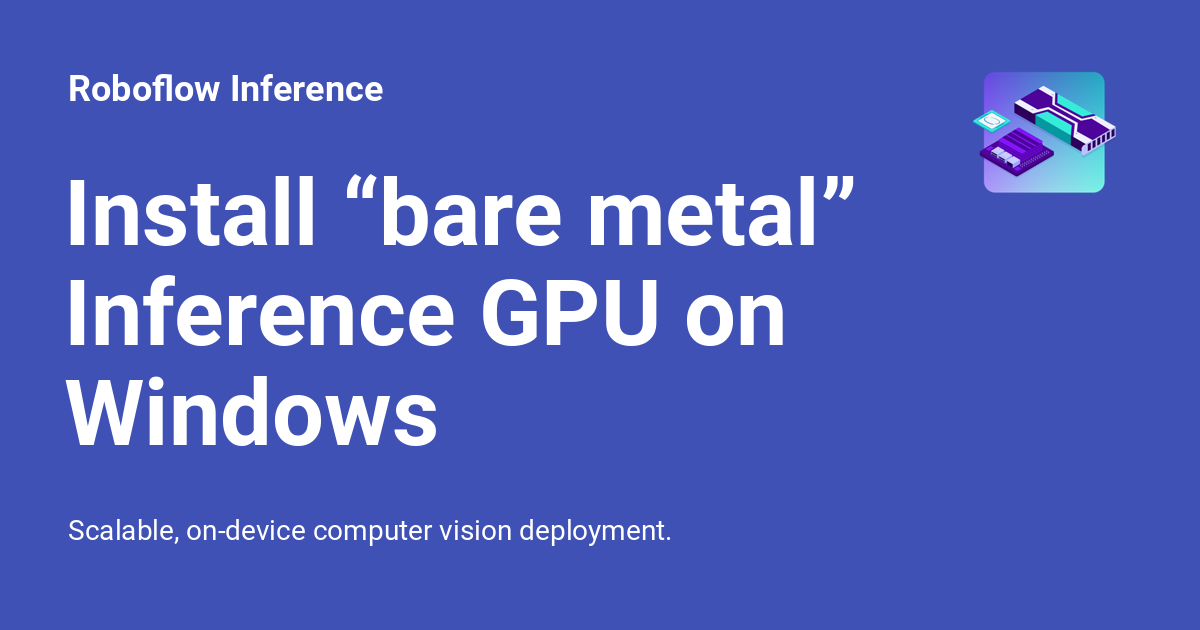 Roboflow Inference
Install “bare metal”
Inference GPU on
Windows
Scalable, on-device computer vision deployment.